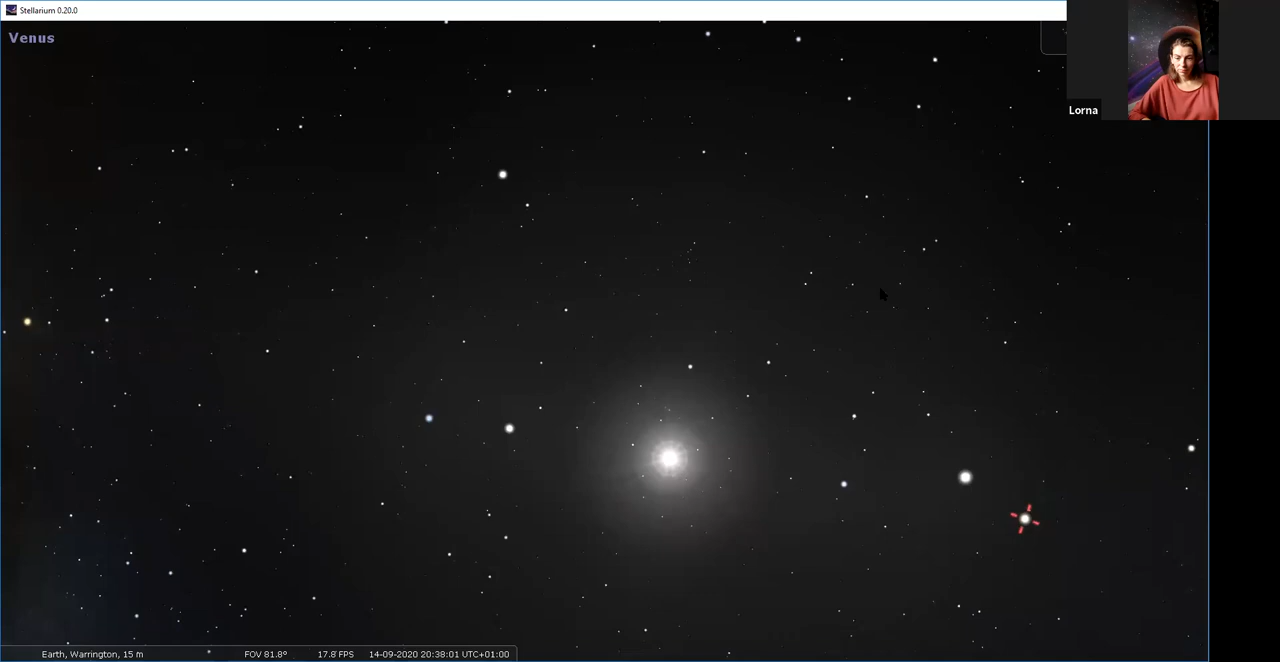 Stellarium 0.20.0
Venus
Lorna
Earth, Warrington, 15 m FOV 81.8° 17.8 FPS 14-09-2020 20:38:01 UTC+01:00